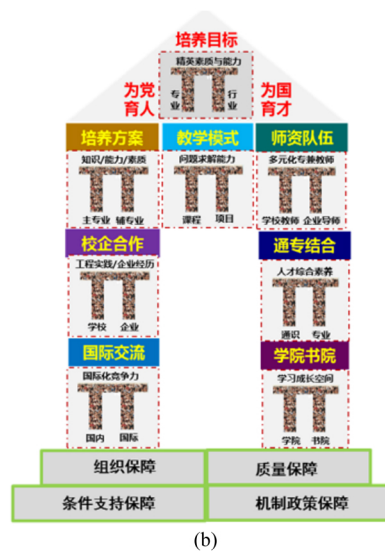 培养目标
精英素质与能力
为党 为国
育人 育才
专业 行业
培养方案 教学模式 师资队伍
知识/能力/素质 问题求解能力 多元化专兼教师
主专业 辅专业 课程 项目 学校教师 企业导师
校企合作 通专结合
工程实践/企业经历 人才综合素养
学校 企业 通识 专业
国际交流 学院书院
国际化竞争力 学习成长空间
国内 国际 学院 书院
组织保障 质量保障
条件支持保障 机制政策保障
(b)